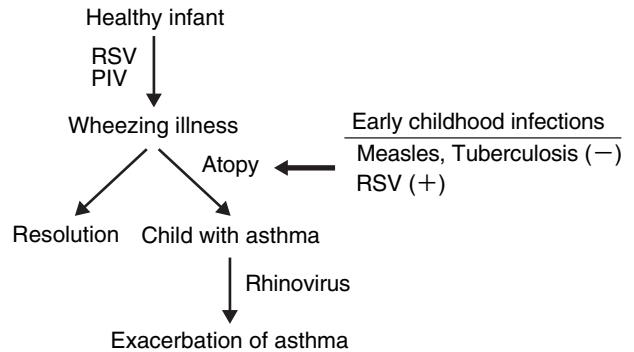 Healthy infant
RSV
PIV
Wheezing illness
Early childhood infections
Measles, Tuberculosis (−)
RSV (+)
Atopy
Resolution
Child with asthma
Rhinovirus
Exacerbation of asthma